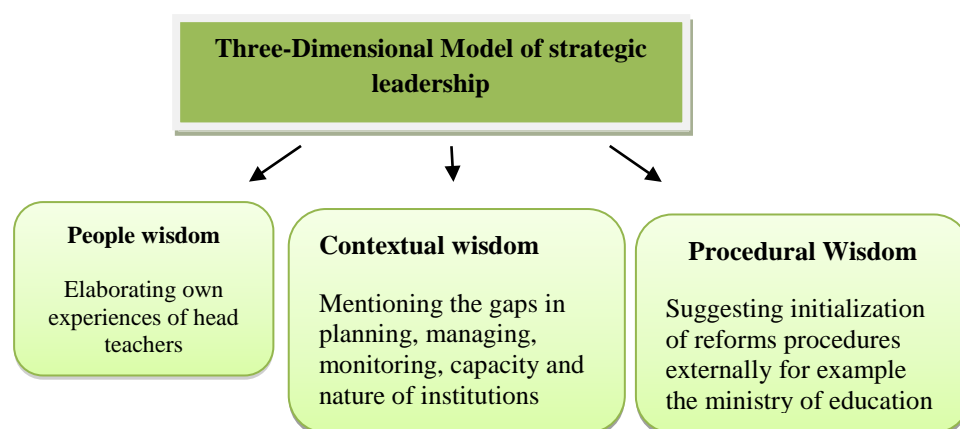 Three-Dimensional Model of strategic
leadership
People wisdom
Elaborating own
experiences of head
teachers
Contextual wisdom
Mentioning the gaps in
planning, managing,
monitoring, capacity and
nature of institutions
Procedural Wisdom
Suggesting initialization
of reforms procedures
externally for example
the ministry of education